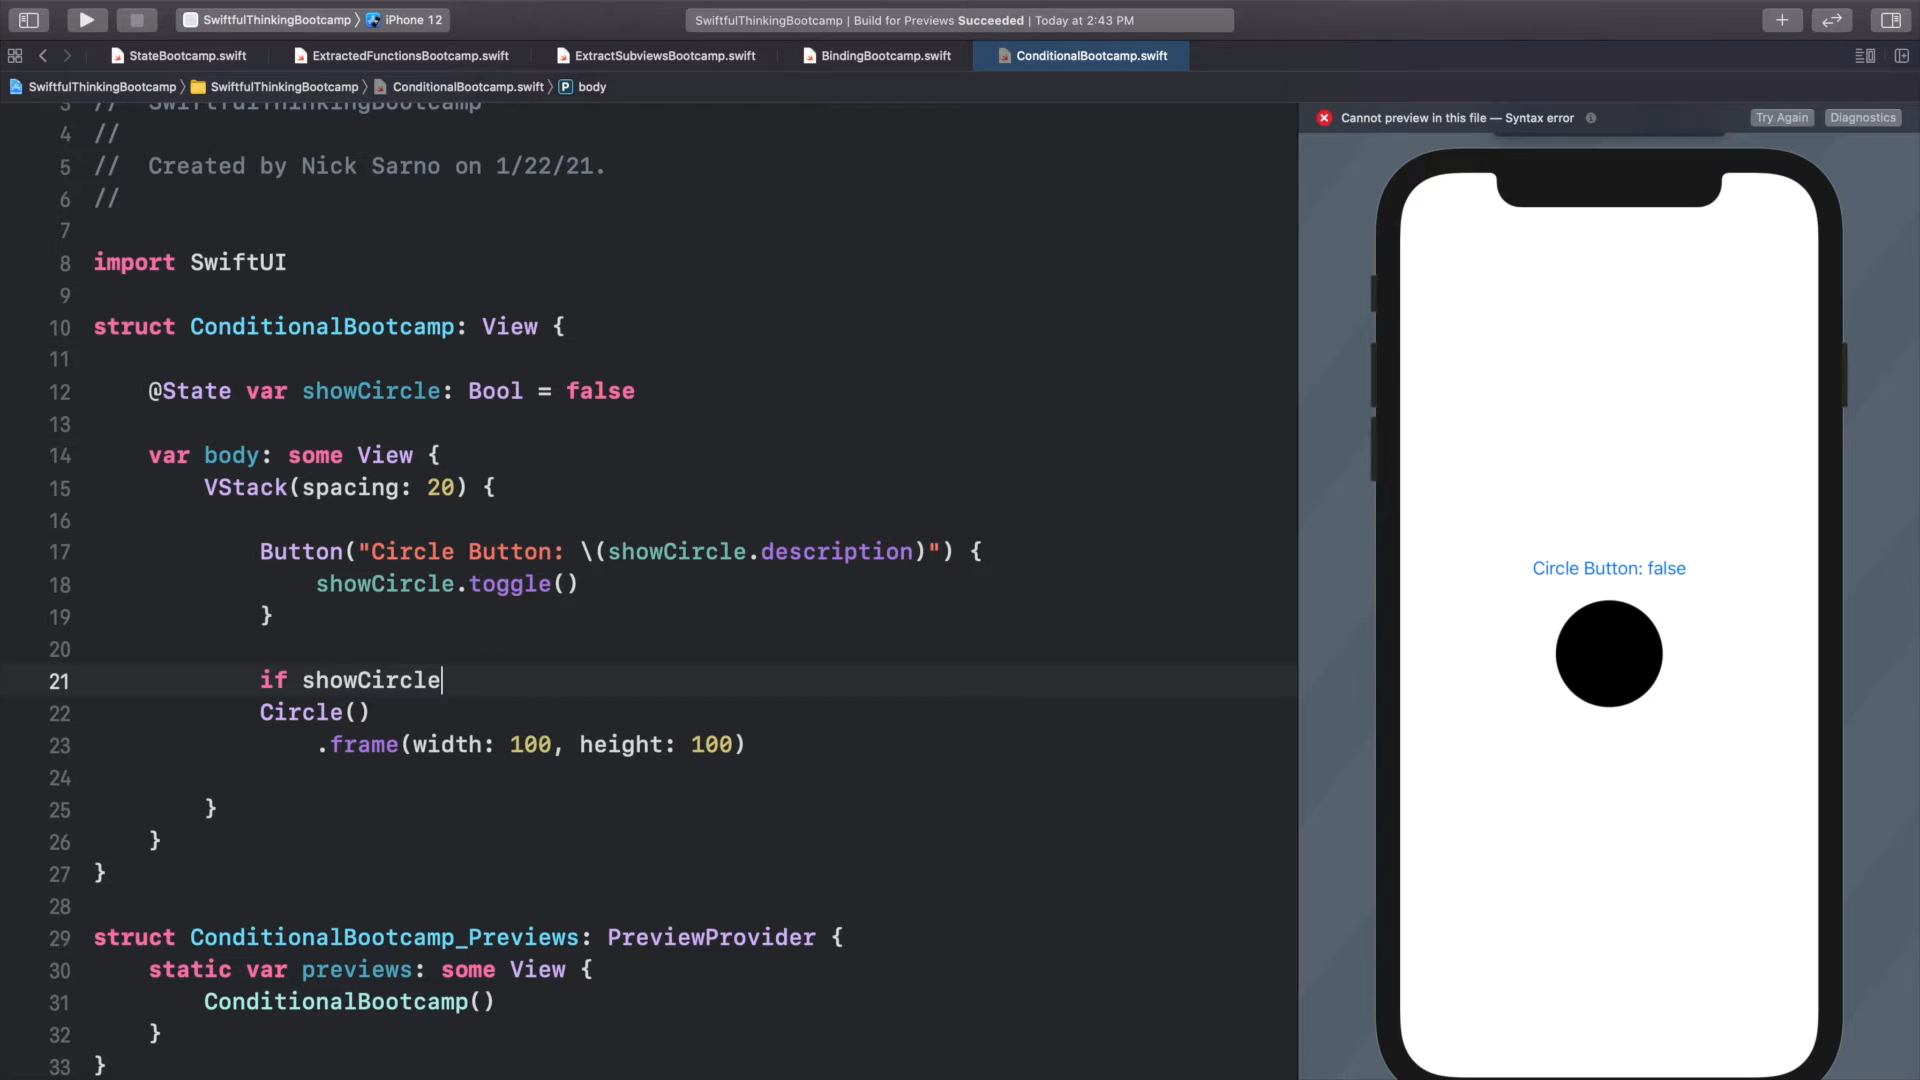 SwiftfulThinkingBootcamp 〉 iPhone 12
SwiftfulThinkingBootcamp | Build for Previews Succeeded | Today at 2:43 PM
StateBootcamp.swift
ExtractedFunctionsBootcamp.swift
ExtractSubviewsBootcamp.swift
BindingBootcamp.swift
ConditionalBootcamp.swift
SwiftfulThinkingBootcamp 〉 SwiftfulThinkingBootcamp 〉 ConditionalBootcamp.swift 〉 P body
3 //  SwiftfulThinkingBootcamp
4 //
5 //  Created by Nick Sarno on 1/22/21.
6 //
7
8 import SwiftUI
9
10 struct ConditionalBootcamp: View {
11
12     @State var showCircle: Bool = false
13
14     var body: some View {
15         VStack(spacing: 20) {
16
17             Button("Circle Button: \(showCircle.description)") {
18                 showCircle.toggle()
19             }
20
21             if showCircle
22             Circle()
23                 .frame(width: 100, height: 100)
24
25         }
26     }
27 }
28
29 struct ConditionalBootcamp_Previews: PreviewProvider {
30     static var previews: some View {
31         ConditionalBootcamp()
32     }
33 }
Cannot preview in this file — Syntax error
Try Again
Diagnostics
Circle Button: false